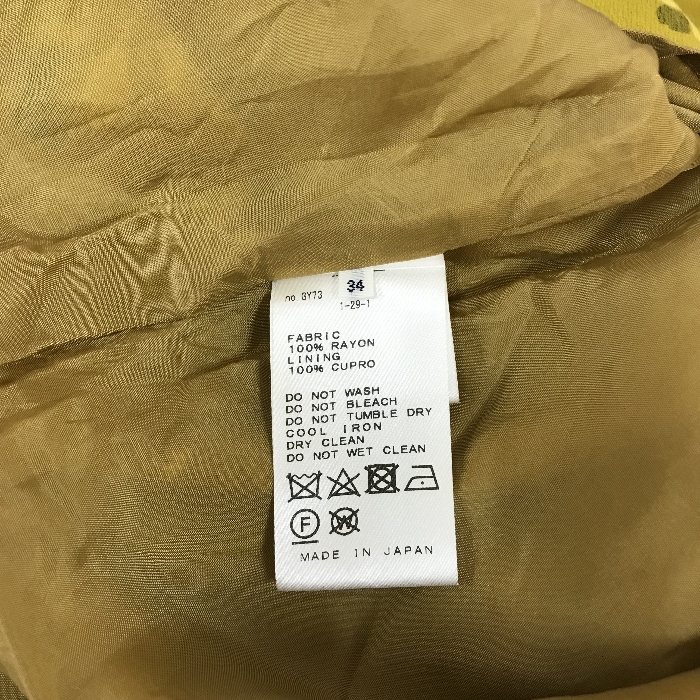 34
no. GY73
1-29-1
FABRIC
100% RAYON
LINING
100% CUPRO
DO NOT WASH
DO NOT BLEACH
DO NOT TUMBLE DRY
COOL IRON
DRY CLEAN
DO NOT WET CLEAN
F W
MADE IN JAPAN